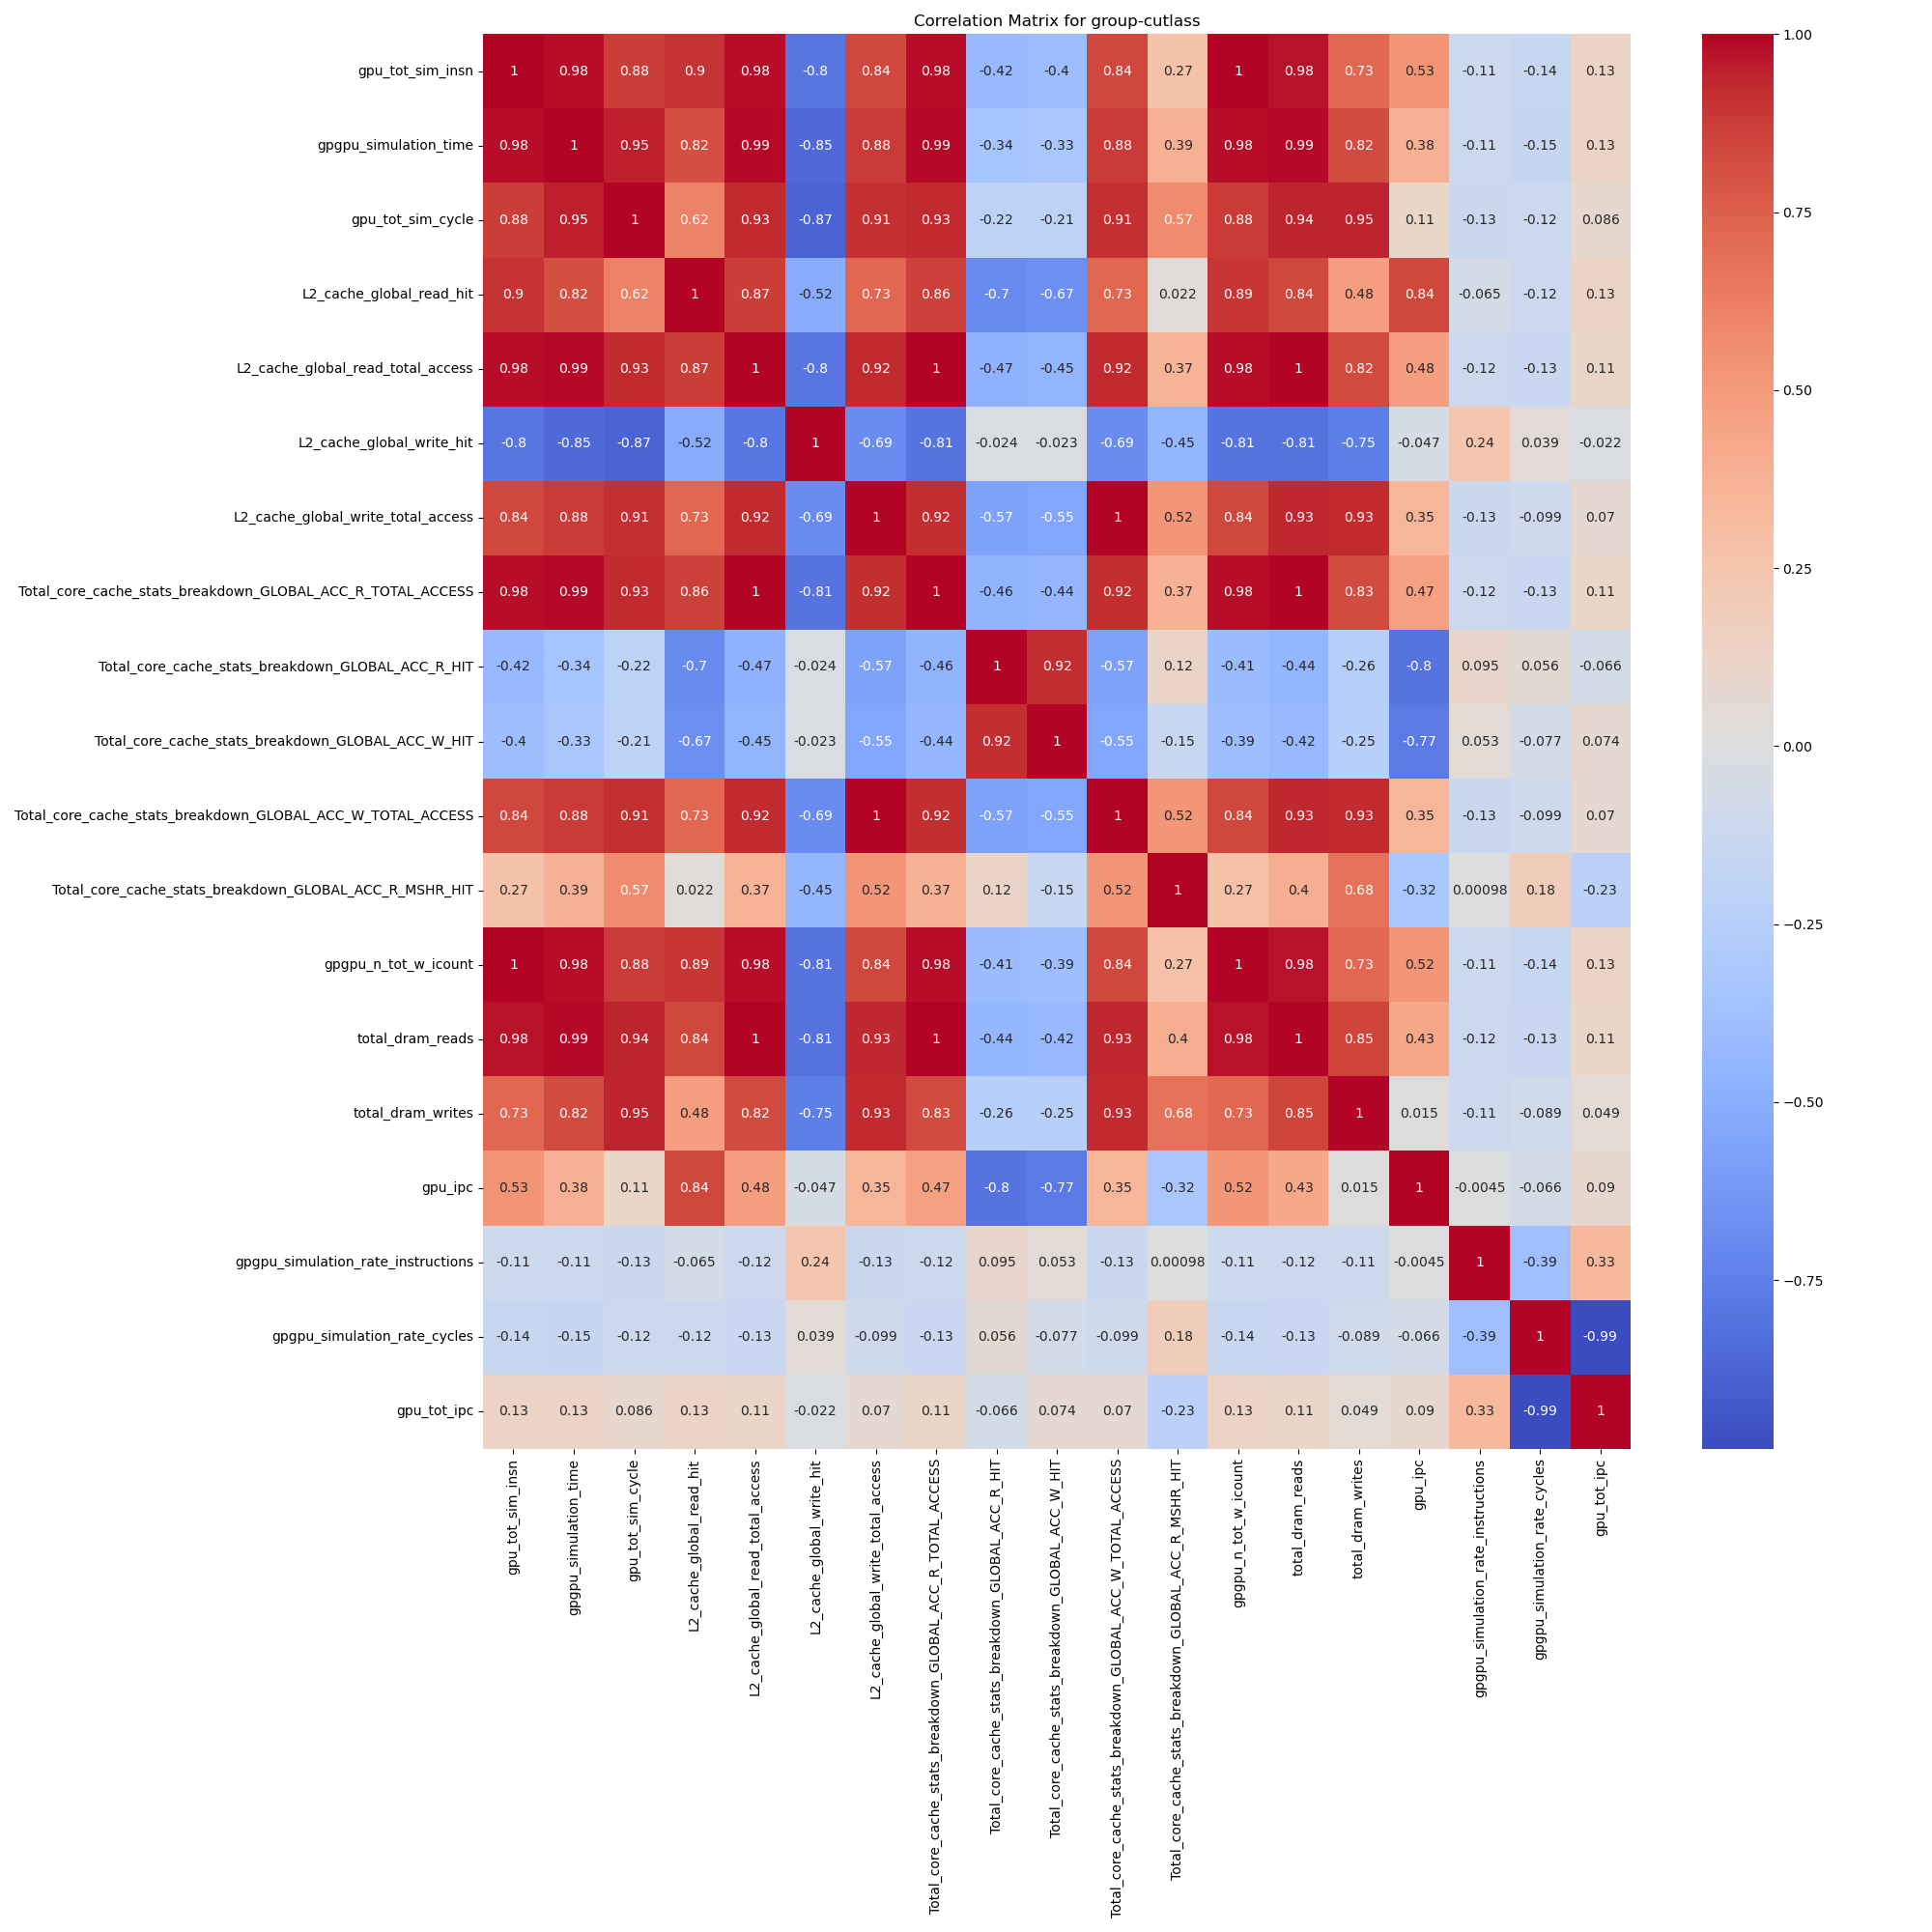 Correlation Matrix for group-cutlass
gpu_tot_sim_insn 1 0.98 0.88 0.9 0.98 -0.8 0.84 0.98 -0.42 -0.4 0.84 0.27 1 0.98 0.73 0.53 -0.11 -0.14 0.13
gpgpu_simulation_time 0.98 1 0.95 0.82 0.99 -0.85 0.88 0.99 -0.34 -0.33 0.88 0.39 0.98 0.99 0.82 0.38 -0.11 -0.15 0.13
gpu_tot_sim_cycle 0.88 0.95 1 0.62 0.93 -0.87 0.91 0.93 -0.22 -0.21 0.91 0.57 0.88 0.94 0.95 0.11 -0.13 -0.12 0.086
L2_cache_global_read_hit 0.9 0.82 0.62 1 0.87 -0.52 0.73 0.86 -0.7 -0.67 0.73 0.022 0.89 0.84 0.48 0.84 -0.065 -0.12 0.13
L2_cache_global_read_total_access 0.98 0.99 0.93 0.87 1 -0.8 0.92 1 -0.47 -0.45 0.92 0.37 0.98 1 0.82 0.48 -0.12 -0.13 0.11
L2_cache_global_write_hit -0.8 -0.85 -0.87 -0.52 -0.8 1 -0.69 -0.81 -0.024 -0.023 -0.69 -0.45 -0.81 -0.81 -0.75 -0.047 0.24 0.039 -0.022
L2_cache_global_write_total_access 0.84 0.88 0.91 0.73 0.92 -0.69 1 0.92 -0.57 -0.55 1 0.52 0.84 0.93 0.93 0.35 -0.13 -0.099 0.07
Total_core_cache_stats_breakdown_GLOBAL_ACC_R_TOTAL_ACCESS 0.98 0.99 0.93 0.86 1 -0.81 0.92 1 -0.46 -0.44 0.92 0.37 0.98 1 0.83 0.47 -0.12 -0.13 0.11
Total_core_cache_stats_breakdown_GLOBAL_ACC_R_HIT -0.42 -0.34 -0.22 -0.7 -0.47 -0.024 -0.57 -0.46 1 0.92 -0.57 0.12 -0.41 -0.44 -0.26 -0.8 0.095 0.056 -0.066
Total_core_cache_stats_breakdown_GLOBAL_ACC_W_HIT -0.4 -0.33 -0.21 -0.67 -0.45 -0.023 -0.55 -0.44 0.92 1 -0.55 -0.15 -0.39 -0.42 -0.25 -0.77 0.053 -0.077 0.074
Total_core_cache_stats_breakdown_GLOBAL_ACC_W_TOTAL_ACCESS 0.84 0.88 0.91 0.73 0.92 -0.69 1 0.92 -0.57 -0.55 1 0.52 0.84 0.93 0.93 0.35 -0.13 -0.099 0.07
Total_core_cache_stats_breakdown_GLOBAL_ACC_R_MSHR_HIT 0.27 0.39 0.57 0.022 0.37 -0.45 0.52 0.37 0.12 -0.15 0.52 1 0.27 0.4 0.68 -0.32 0.00098 0.18 -0.23
gpgpu_n_tot_w_icount 1 0.98 0.88 0.89 0.98 -0.81 0.84 0.98 -0.41 -0.39 0.84 0.27 1 0.98 0.73 0.52 -0.11 -0.14 0.13
total_dram_reads 0.98 0.99 0.94 0.84 1 -0.81 0.93 1 -0.44 -0.42 0.93 0.4 0.98 1 0.85 0.43 -0.12 -0.13 0.11
total_dram_writes 0.73 0.82 0.95 0.48 0.82 -0.75 0.93 0.83 -0.26 -0.25 0.93 0.68 0.73 0.85 1 0.015 -0.11 -0.089 0.049
gpu_ipc 0.53 0.38 0.11 0.84 0.48 -0.047 0.35 0.47 -0.8 -0.77 0.35 -0.32 0.52 0.43 0.015 1 -0.0045 -0.066 0.09
gpgpu_simulation_rate_instructions -0.11 -0.11 -0.13 -0.065 -0.12 0.24 -0.13 -0.12 0.095 0.053 -0.13 0.00098 -0.11 -0.12 -0.11 -0.0045 1 -0.39 0.33
gpgpu_simulation_rate_cycles -0.14 -0.15 -0.12 -0.12 -0.13 0.039 -0.099 -0.13 0.056 -0.077 -0.099 0.18 -0.14 -0.13 -0.089 -0.066 -0.39 1 -0.99
gpu_tot_ipc 0.13 0.13 0.086 0.13 0.11 -0.022 0.07 0.11 -0.066 0.074 0.07 -0.23 0.13 0.11 0.049 0.09 0.33 -0.99 1
gpu_tot_sim_insn
gpgpu_simulation_time
gpu_tot_sim_cycle
L2_cache_global_read_hit
L2_cache_global_read_total_access
L2_cache_global_write_hit
L2_cache_global_write_total_access
Total_core_cache_stats_breakdown_GLOBAL_ACC_R_TOTAL_ACCESS
Total_core_cache_stats_breakdown_GLOBAL_ACC_R_HIT
Total_core_cache_stats_breakdown_GLOBAL_ACC_W_HIT
Total_core_cache_stats_breakdown_GLOBAL_ACC_W_TOTAL_ACCESS
Total_core_cache_stats_breakdown_GLOBAL_ACC_R_MSHR_HIT
gpgpu_n_tot_w_icount
total_dram_reads
total_dram_writes
gpu_ipc
gpgpu_simulation_rate_instructions
gpgpu_simulation_rate_cycles
gpu_tot_ipc
1.00
0.75
0.50
0.25
0.00
−0.25
−0.50
−0.75